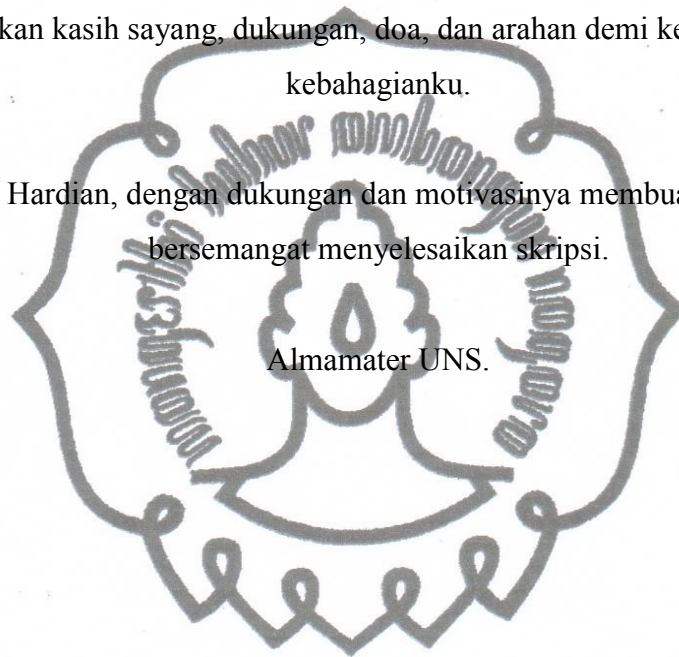 kan kasih sayang, dukungan, doa, dan arahan demi ke
kebahagianku.
Hardian, dengan dukungan dan motivasinya membua
bersemangat menyelesaikan skripsi.
Almamater UNS.